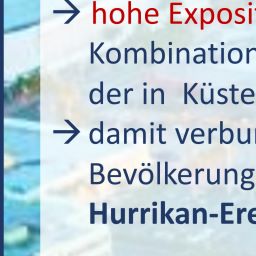 → hohe Exposit
Kombination
der in Küste
→ damit verbun
Bevölkerung
Hurrikan-Ere